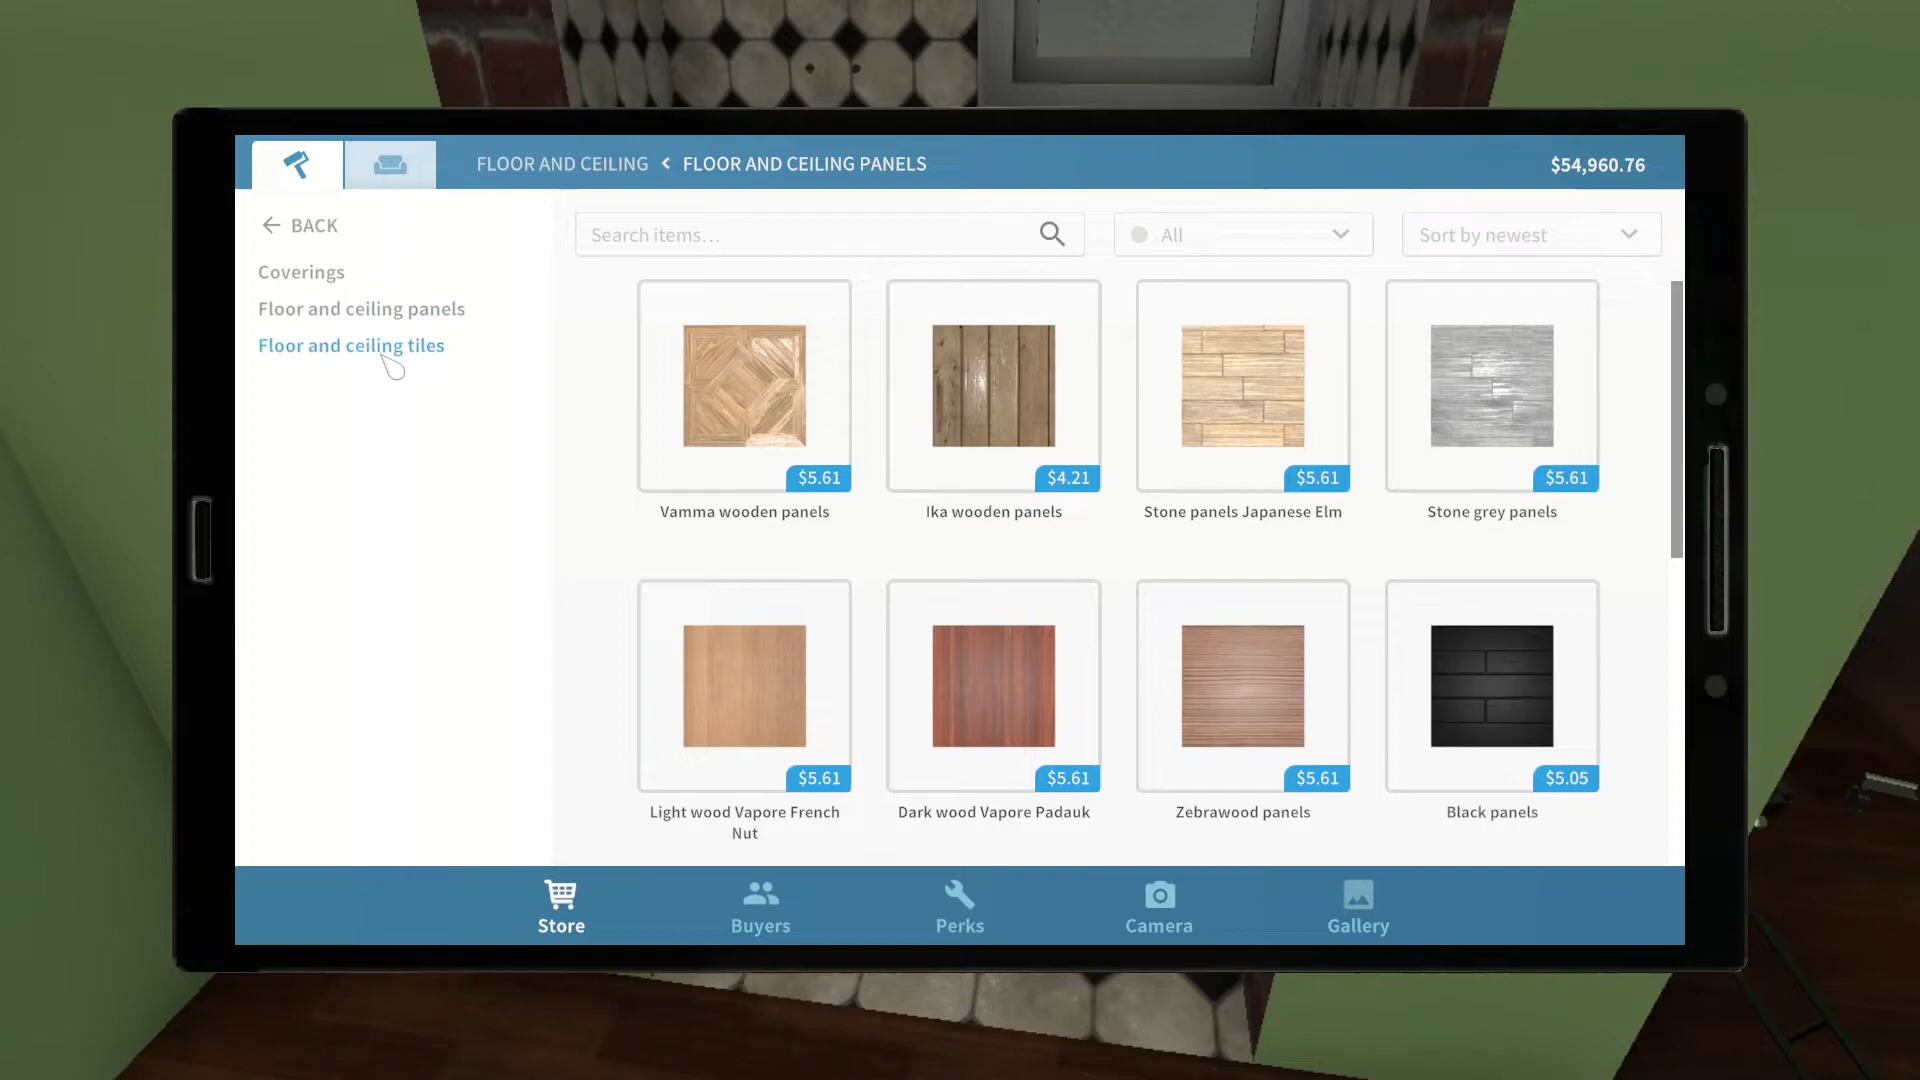 FLOOR AND CEILING < FLOOR AND CEILING PANELS
$54,960.76
BACK
Coverings
Floor and ceiling panels
Floor and ceiling tiles
Search items...
All
Sort by newest
$5.61
$4.21
$5.61
$5.61
Vamma wooden panels
Ika wooden panels
Stone panels Japanese Elm
Stone grey panels
$5.61
$5.61
$5.61
$5.05
Light wood Vapore French
Nut
Dark wood Vapore Padauk
Zebrawood panels
Black panels
Store
Buyers
Perks
Camera
Gallery